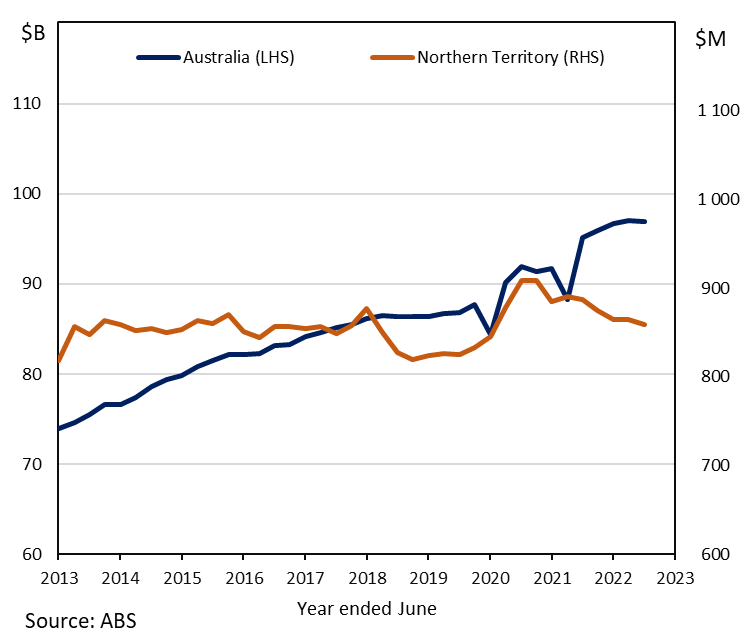 $B
$M
Australia (LHS)
Northern Territory (RHS)
110
100
90
80
70
60
1 100
1 000
900
800
700
600
2013 2014 2015 2016 2017 2018 2019 2020 2021 2022 2023
Year ended June
Source: ABS